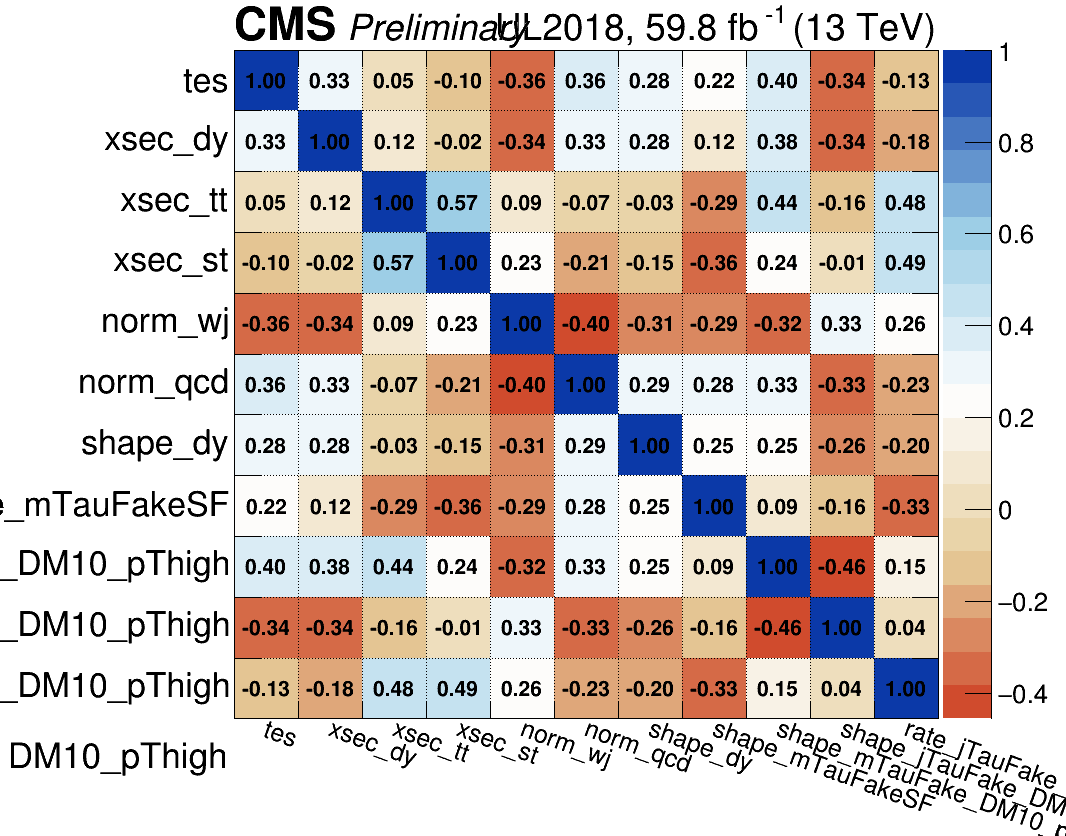 CMS Preliminary UL2018, 59.8 fb⁻¹ (13 TeV)
tes 1.00 0.33 0.05 -0.10 -0.36 0.36 0.28 0.22 0.40 -0.34 -0.13
xsec_dy 0.33 1.00 0.12 -0.02 -0.34 0.33 0.28 0.12 0.38 -0.34 -0.18
xsec_tt 0.05 0.12 1.00 0.57 0.09 -0.07 -0.03 -0.29 0.44 -0.16 0.48
xsec_st -0.10 -0.02 0.57 1.00 0.23 -0.21 -0.15 -0.36 0.24 -0.01 0.49
norm_wj -0.36 -0.34 0.09 0.23 1.00 -0.40 -0.31 -0.29 -0.32 0.33 0.26
norm_qcd 0.36 0.33 -0.07 -0.21 -0.40 1.00 0.29 0.28 0.33 -0.33 -0.23
shape_dy 0.28 0.28 -0.03 -0.15 -0.31 0.29 1.00 0.25 0.25 -0.26 -0.20
e_mTauFakeSF 0.22 0.12 -0.29 -0.36 -0.29 0.28 0.25 1.00 0.09 -0.16 -0.33
_DM10_pThigh 0.40 0.38 0.44 0.24 -0.32 0.33 0.25 0.09 1.00 -0.46 0.15
_DM10_pThigh -0.34 -0.34 -0.16 -0.01 0.33 -0.33 -0.26 -0.16 -0.46 1.00 0.04
_DM10_pThigh -0.13 -0.18 0.48 0.49 0.26 -0.23 -0.20 -0.33 0.15 0.04 1.00
DM10_pThigh
tes
xsec_dy
xsec_tt
xsec_st
norm_wj
norm_qcd
shape_dy
shape_mTauFakeSF
shape_mTauFake_DM10_p
shape_jTauFake_DM
rate_jTauFake_
1
0.8
0.6
0.4
0.2
0
−0.2
−0.4